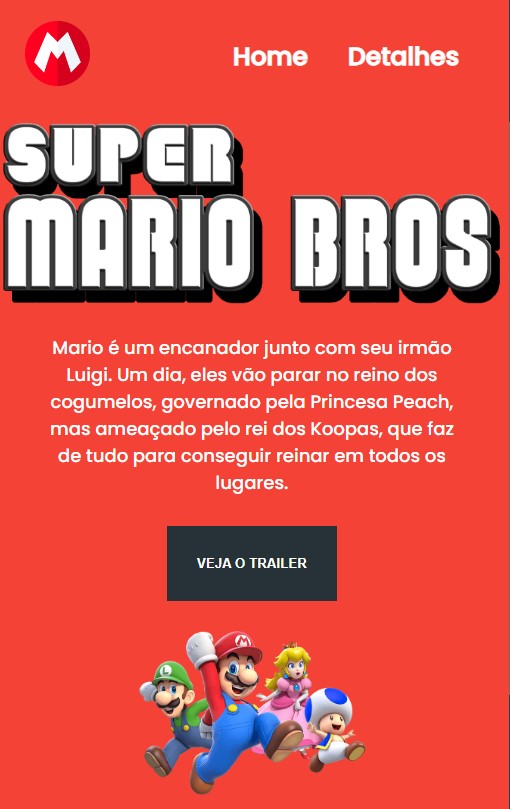 M
Home Detalhes
SUPER
MARIO BROS
Mario é um encanador junto com seu irmão
Luigi. Um dia, eles vão parar no reino dos
cogumelos, governado pela Princesa Peach,
mas ameaçado pelo rei dos Koopas, que faz
de tudo para conseguir reinar em todos os
lugares.
VEJA O TRAILER
M
L